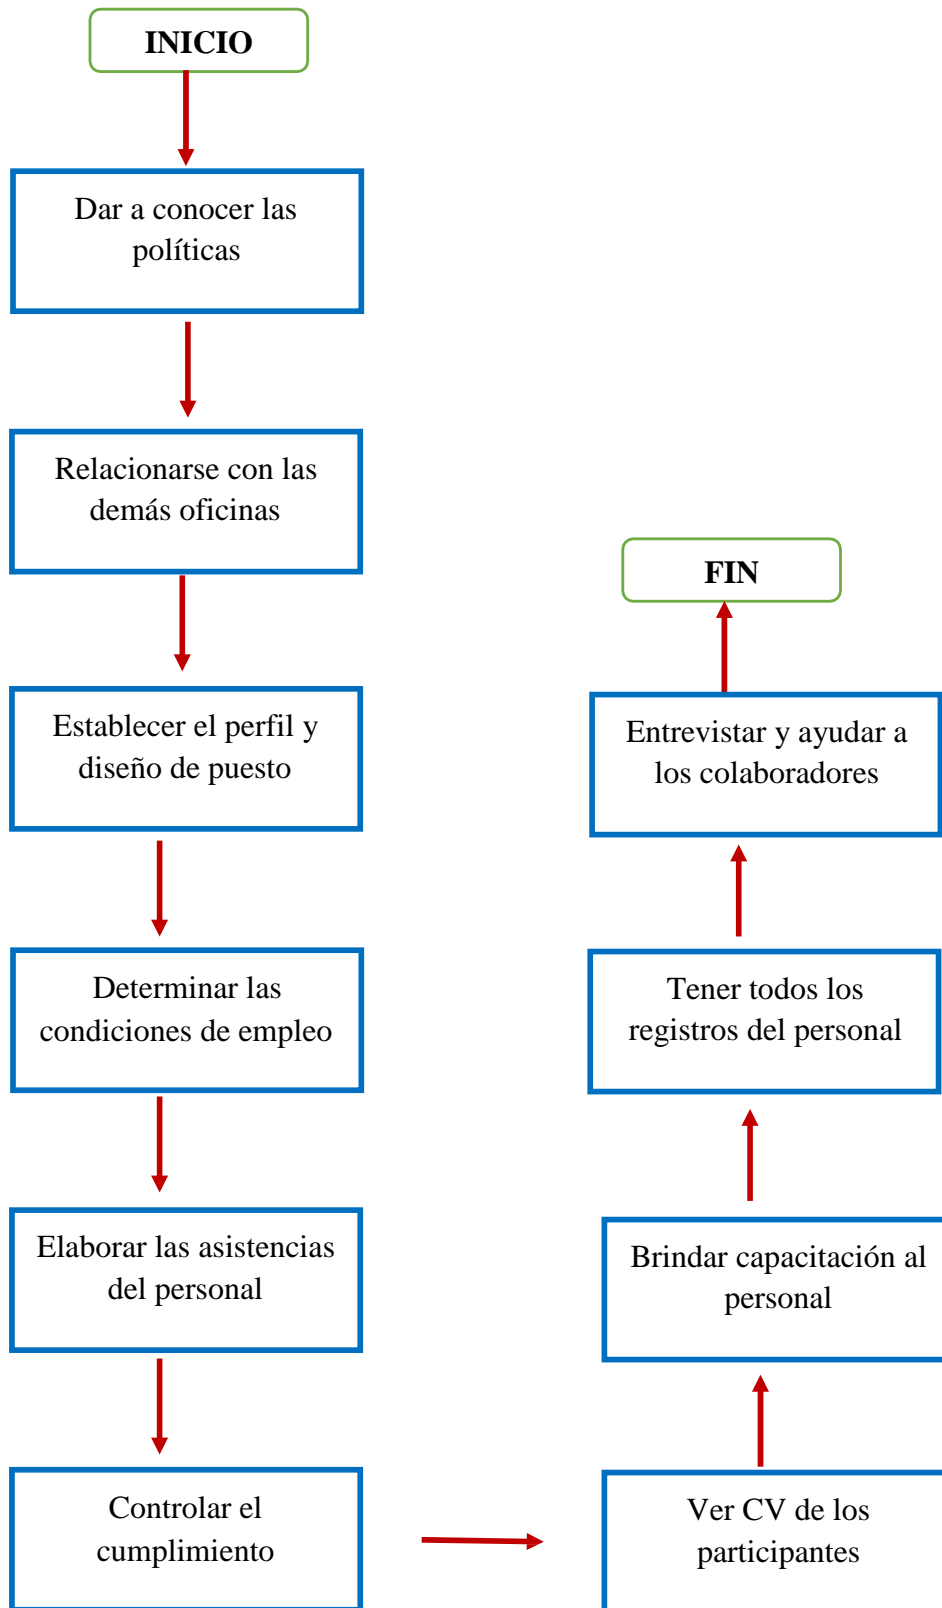 INICIO
Dar a conocer las
políticas
Relacionarse con las
demás oficinas
Establecer el perfil y
diseño de puesto
Determinar las
condiciones de empleo
Elaborar las asistencias
del personal
Controlar el
cumplimiento
Ver CV de los
participantes
Brindar capacitación al
personal
Tener todos los
registros del personal
Entrevistar y ayudar a
los colaboradores
FIN